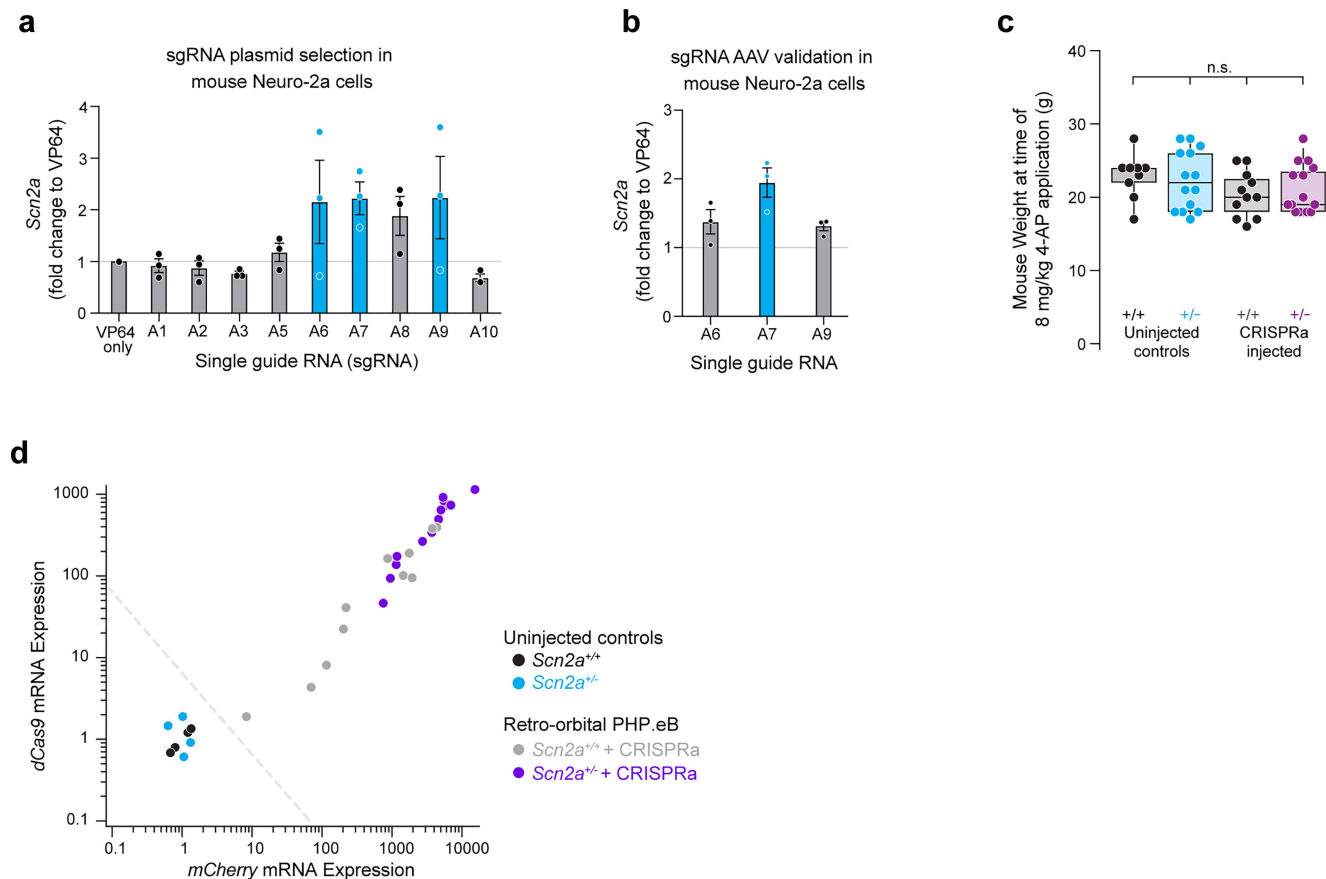 a
sgRNA plasmid selection in
mouse Neuro-2a cells
Scn2a
(fold change to VP64)
4
3
2
1
0
VP64 only A1 A2 A3 A5 A6 A7 A8 A9 A10
Single guide RNA (sgRNA)
b
sgRNA AAV validation in
mouse Neuro-2a cells
Scn2a
(fold change to VP64)
3
2
1
0
A6 A7 A9
Single guide RNA
c
Mouse Weight at time of
8 mg/kg 4-AP application (g)
40
30
20
10
0
n.s.
+/+ +/- +/+ +/-
Uninjected controls
CRISPRa injected
d
dCas9 mRNA Expression
1000
100
10
1
0.1
0.1 1 10 100 1000 10000
mCherry mRNA Expression
Uninjected controls
Scn2a+/+
Scn2a+/-
Retro-orbital PHP.eB
Scn2a+/+ + CRISPRa
Scn2a+/- + CRISPRa